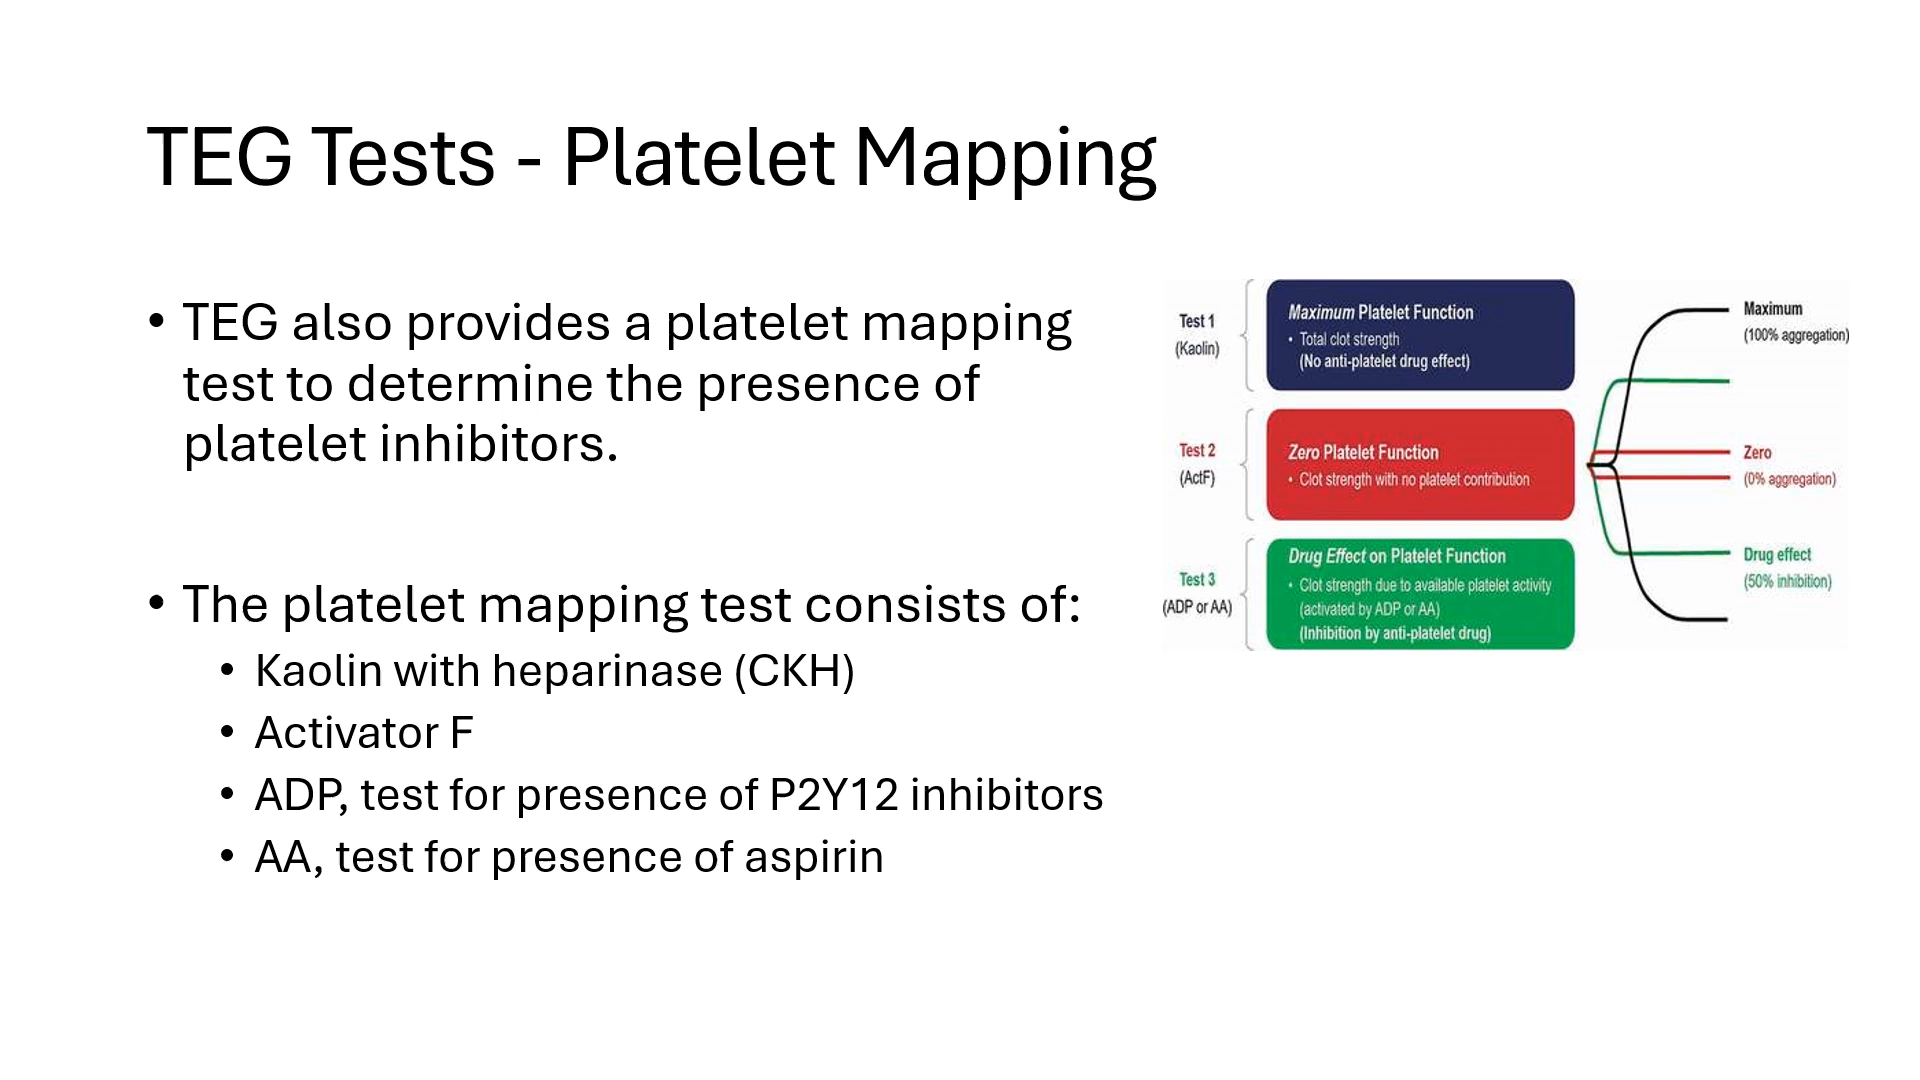 TEG Tests - Platelet Mapping
• TEG also provides a platelet mapping
test to determine the presence of
platelet inhibitors.
• The platelet mapping test consists of:
• Kaolin with heparinase (CKH)
• Activator F
• ADP, test for presence of P2Y12 inhibitors
• AA, test for presence of aspirin
Test 1
(Kaolin)
Maximum Platelet Function
• Total clot strength
(No anti-platelet drug effect)
Test 2
(ActF)
Zero Platelet Function
• Clot strength with no platelet contribution
Test 3
(ADP or AA)
Drug Effect on Platelet Function
• Clot strength due to available platelet activity
(activated by ADP or AA)
(Inhibition by anti-platelet drug)
Maximum
(100% aggregation)
Zero
(0% aggregation)
Drug effect
(50% inhibition)